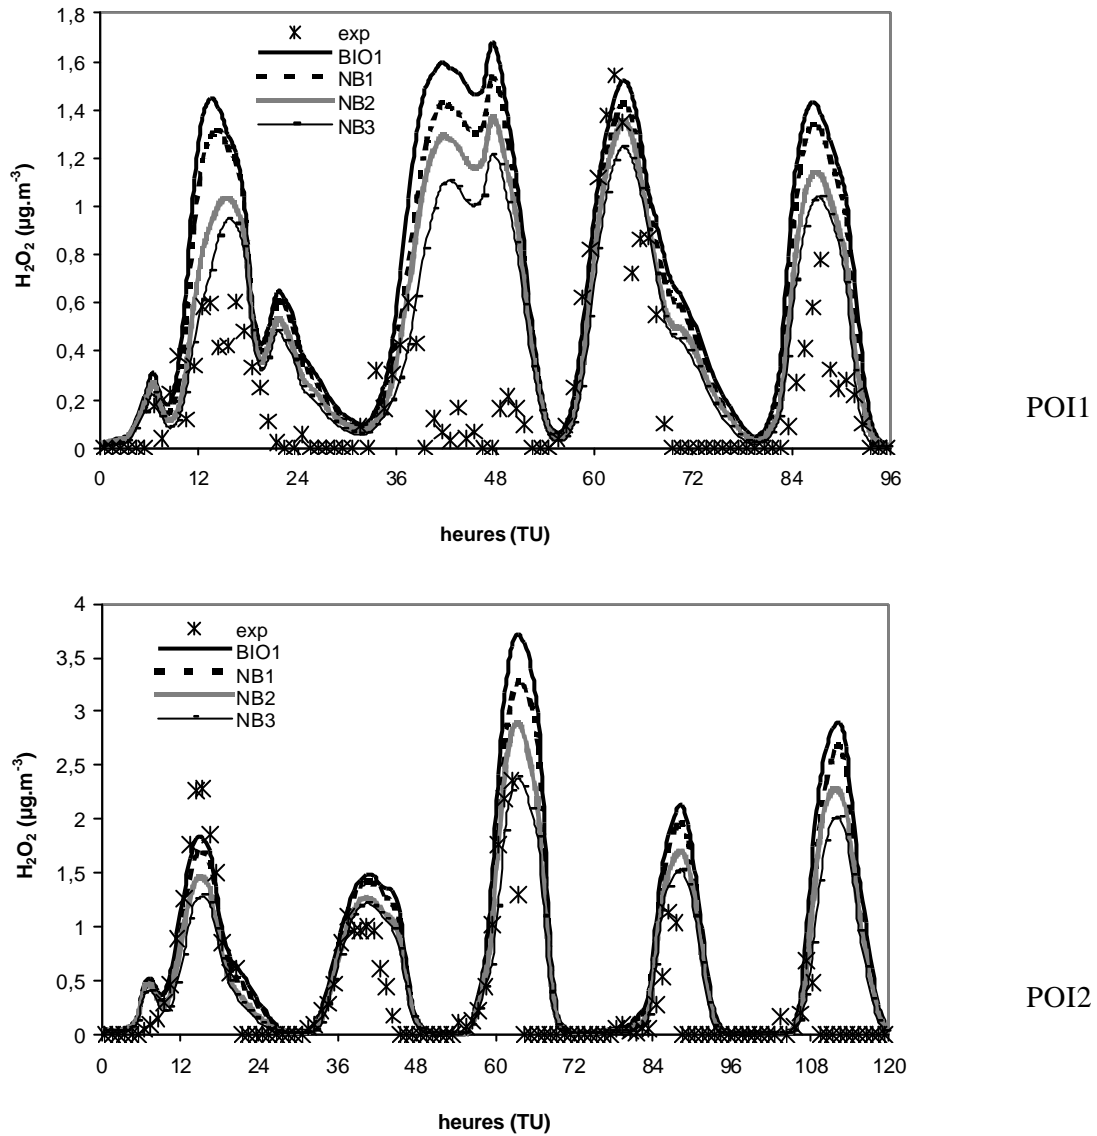 1,8
1,6
1,4
1,2
1
0,8
0,6
0,4
0,2
0
H₂O₂ (µg.m⁻³)
exp
BIO1
NB1
NB2
NB3
0 12 24 36 48 60 72 84 96
heures (TU)
POI1
4
3,5
3
2,5
2
1,5
1
0,5
0
H₂O₂ (µg.m⁻³)
exp
BIO1
NB1
NB2
NB3
0 12 24 36 48 60 72 84 96 108 120
heures (TU)
POI2